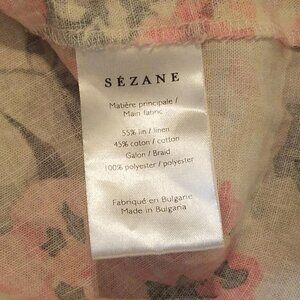 SÉZANE
Matière principale /
Main fabric
55% lin / linen
45% coton / cotton
Galon / Braid
100% polyester / polyester
Fabriqué en Bulgarie
Made in Bulgaria